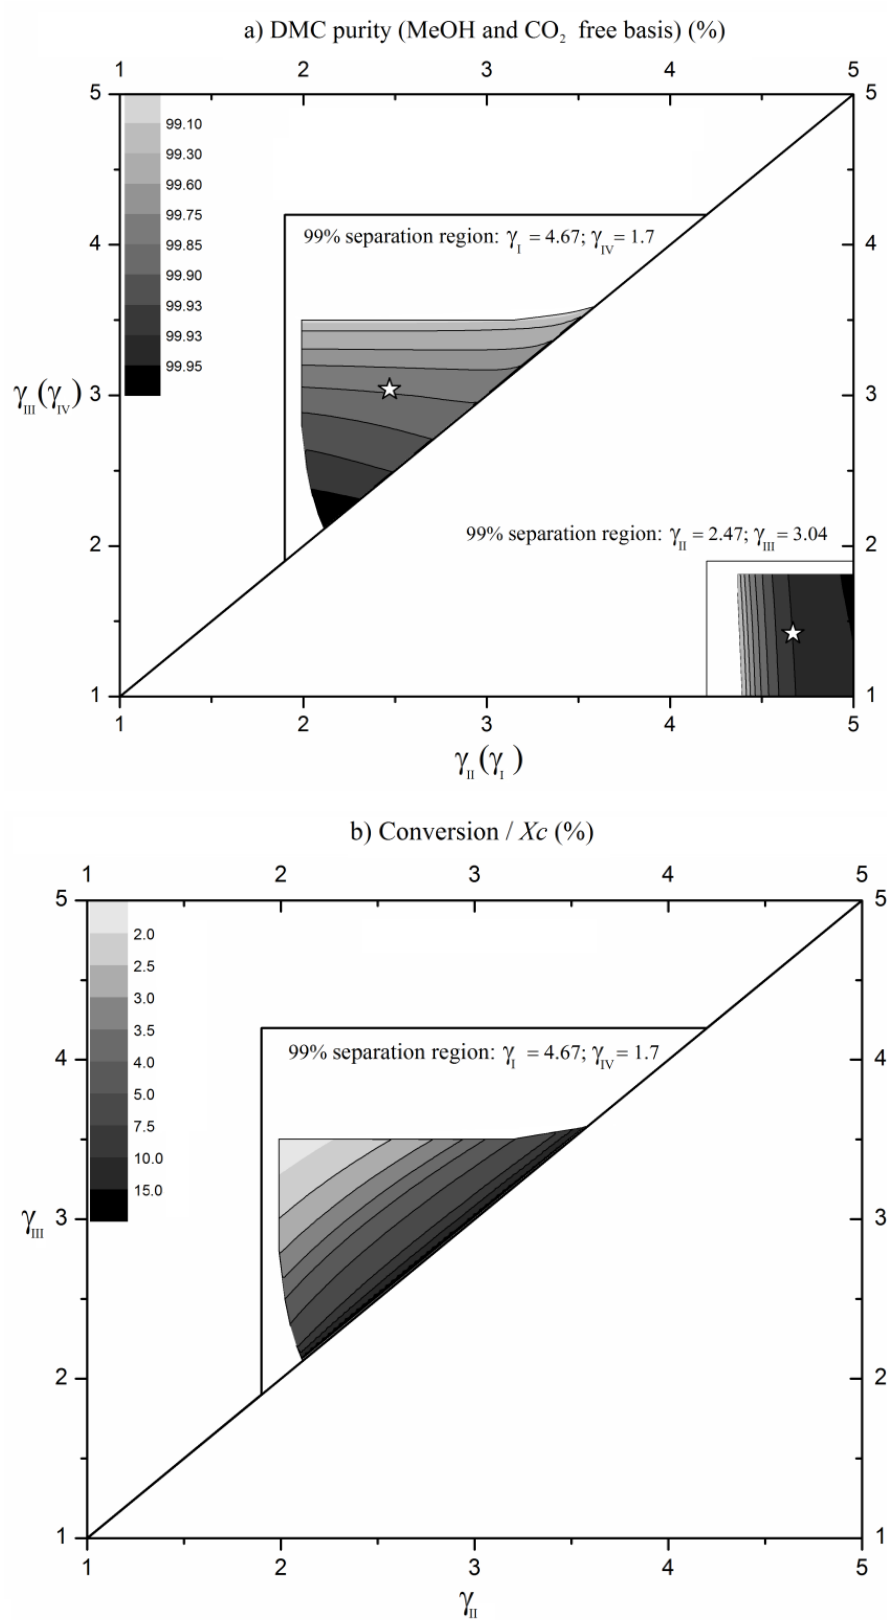 a) DMC purity (MeOH and CO₂ free basis) (%)
1 2 3 4 5
5 5
99.10
99.30
99.60
99.75
99.85
99.90
99.93
99.93
99.95
99% separation region: γI = 4.67; γIV = 1.7
4 4
γIII (γIV) 3 3
99% separation region: γII = 2.47; γIII = 3.04
2 2
1 1
1 2 3 4 5
γII (γI)
b) Conversion / Xc (%)
1 2 3 4 5
5 5
2.0
2.5
3.0
3.5
4.0
5.0
7.5
10.0
15.0
99% separation region: γI = 4.67; γIV = 1.7
4 4
γIII 3 3
2 2
1 1
1 2 3 4 5
γII